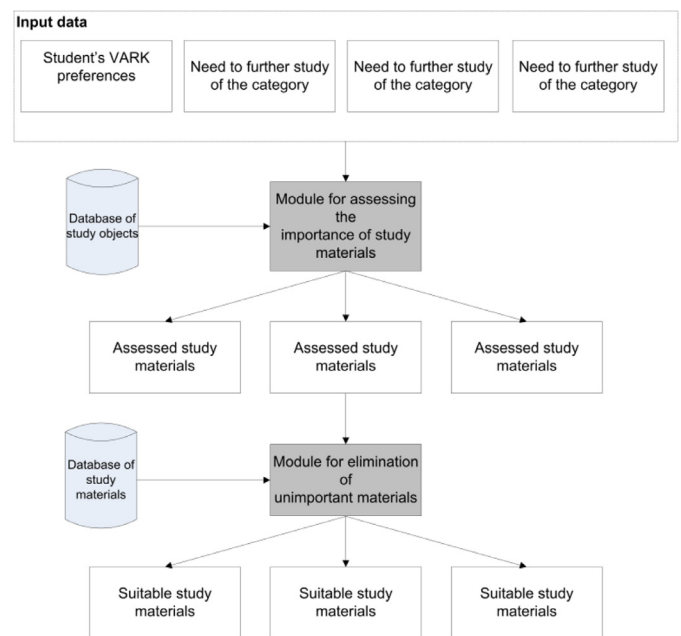 Input data
Student's VARK
preferences
Need to further study
of the category
Need to further study
of the category
Need to further study
of the category
Database of
study objects
Module for assessing
the
importance of study
materials
Assessed study
materials
Assessed study
materials
Assessed study
materials
Database of
study
materials
Module for elimination
of
unimportant materials
Suitable study
materials
Suitable study
materials
Suitable study
materials